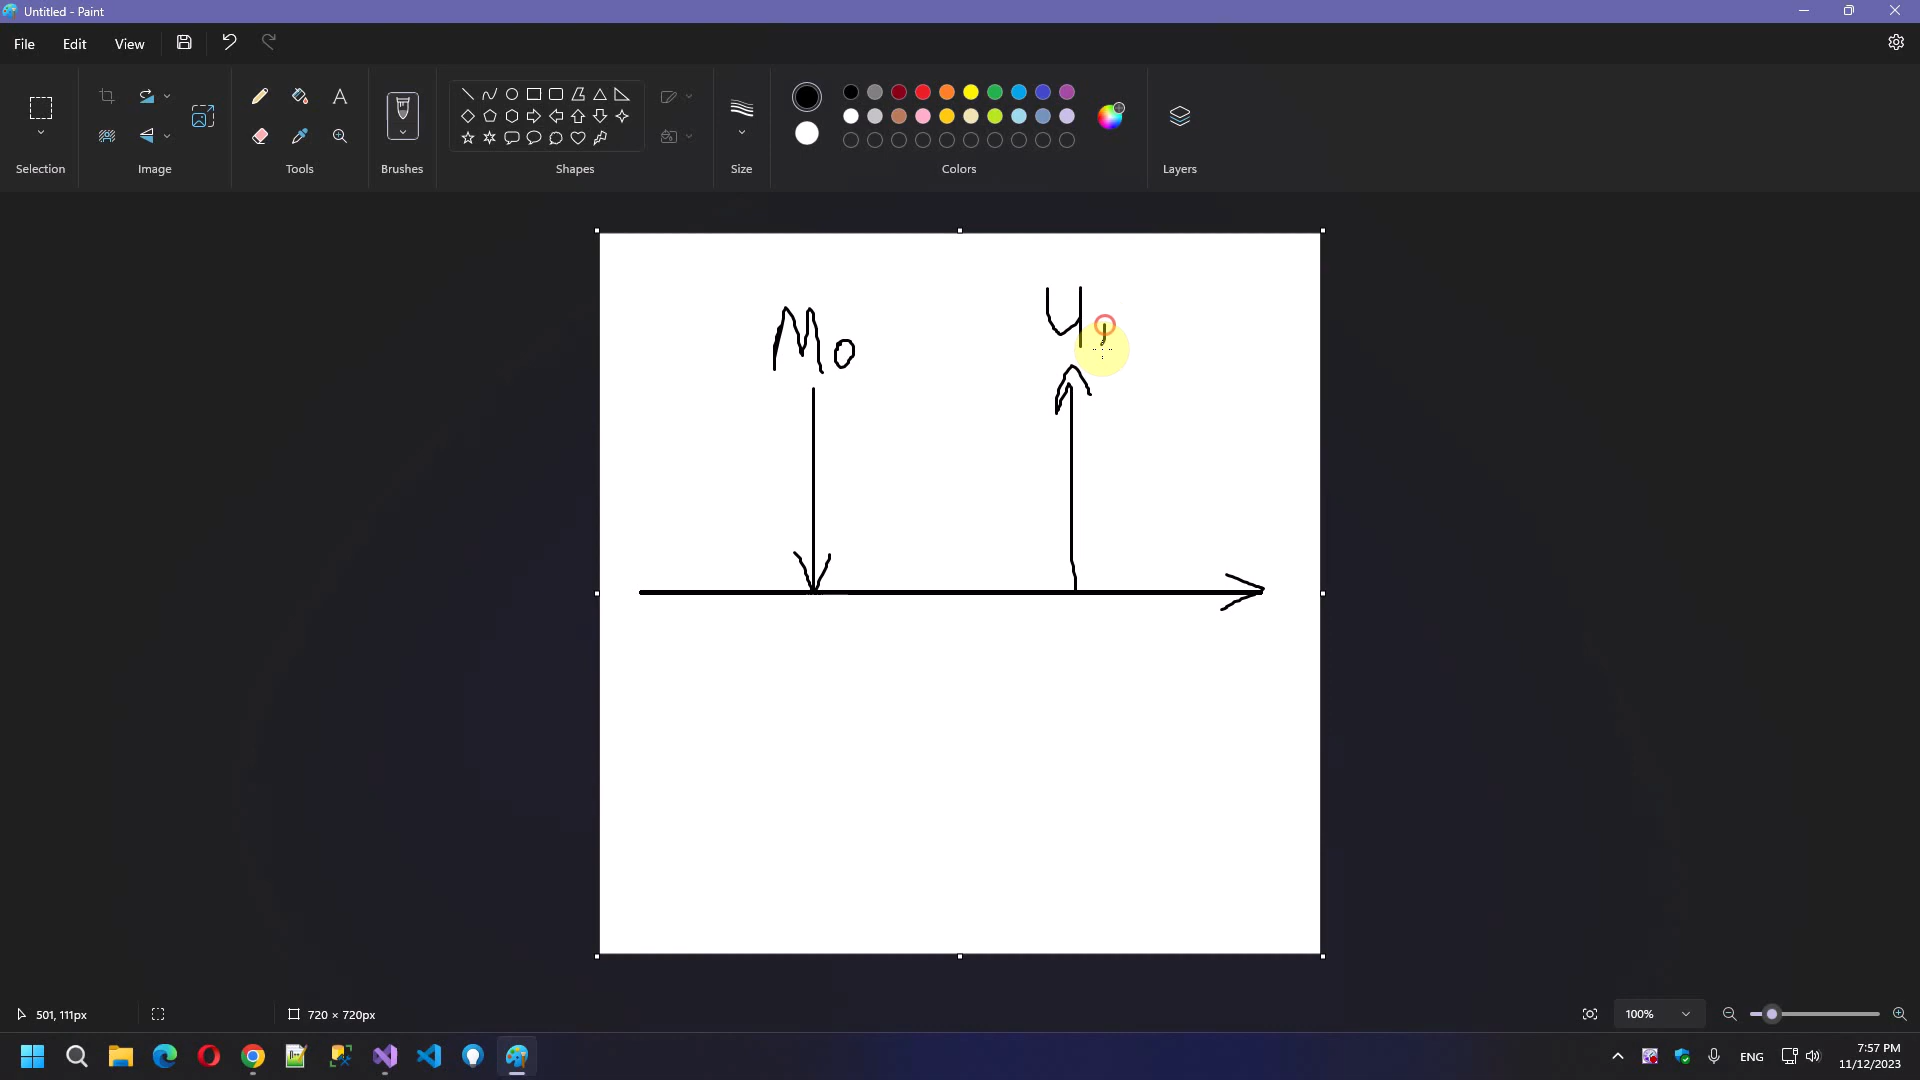 Untitled - Paint
File Edit View
Selection Image Tools Brushes Shapes Size Colors Layers
Mo
501, 111px 720 × 720px 100%
ENG 7:57 PM
11/12/2023